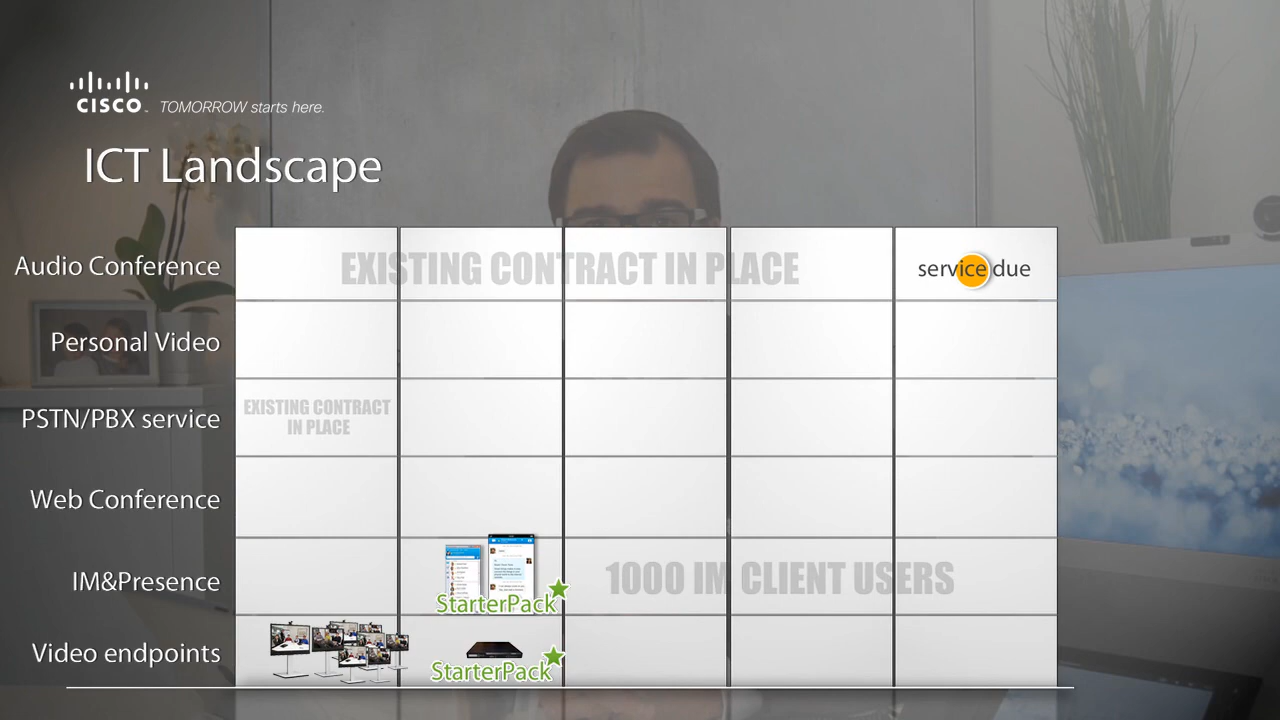 CISCO TOMORROW starts here.
ICT Landscape
Audio Conference
EXISTING CONTRACT IN PLACE
service due
Personal Video
PSTN/PBX service
EXISTING CONTRACT
IN PLACE
Web Conference
IM&Presence
StarterPack
1000 IM CLIENT USERS
Video endpoints
StarterPack